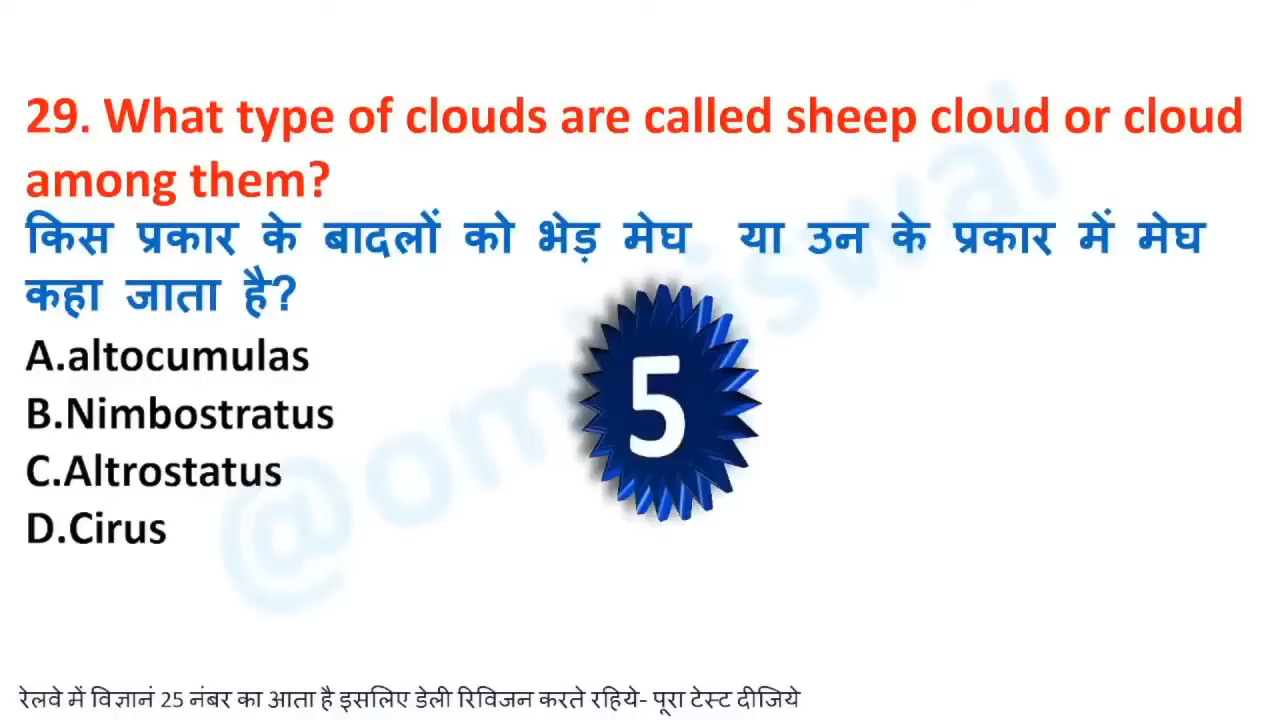 29. What type of clouds are called sheep cloud or cloud
among them?
किस प्रकार के बादलों को भेड़ मेघ या उन के प्रकार में मेघ
कहा जाता है?
A.altocumulas
B.Nimbostratus
C.Altrostatus
D.Cirus
5
रेलवे में विज्ञानं 25 नंबर का आता है इसलिए डेली रिविजन करते रहिये- पूरा टेस्ट दीजिये